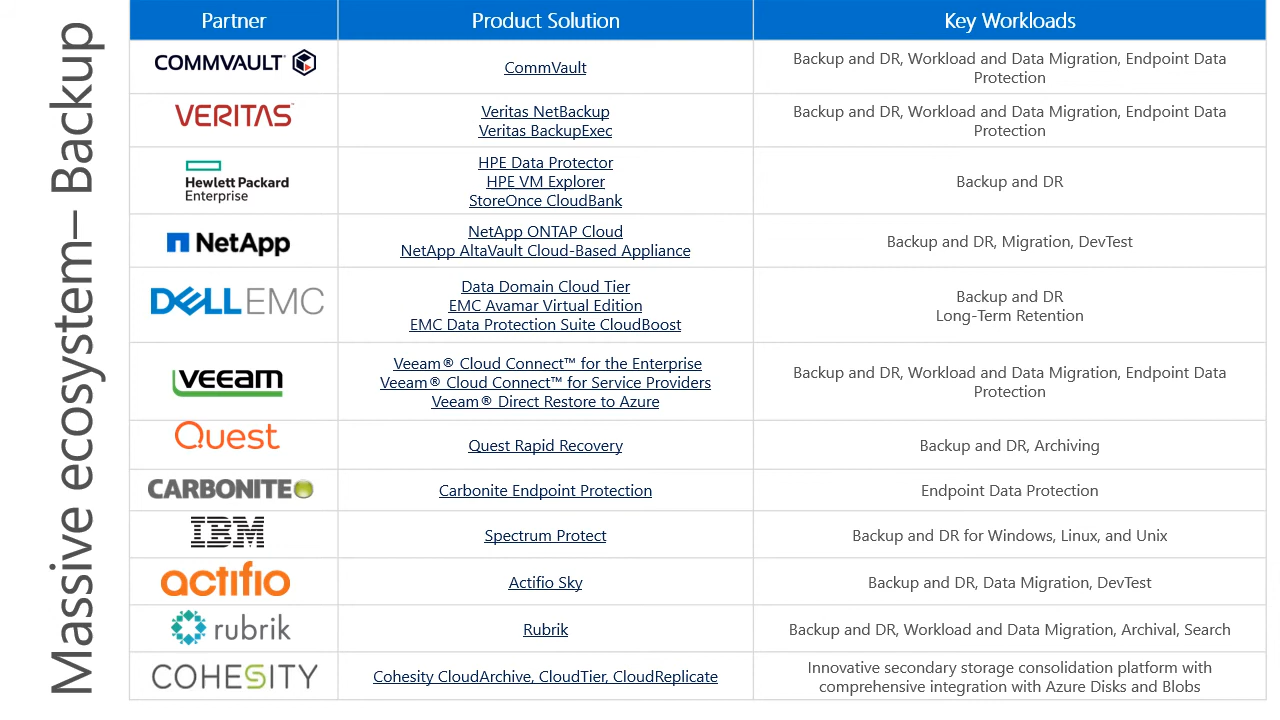 Massive ecosystem– Backup
Partner
Product Solution
Key Workloads
COMMVAULT
CommVault
Backup and DR, Workload and Data Migration, Endpoint Data
Protection
VERITAS™
Veritas NetBackup
Veritas BackupExec
Backup and DR, Workload and Data Migration, Endpoint Data
Protection
Hewlett Packard
Enterprise
HPE Data Protector
HPE VM Explorer
StoreOnce CloudBank
Backup and DR
NetApp
NetApp ONTAP Cloud
NetApp AltaVault Cloud-Based Appliance
Backup and DR, Migration, DevTest
DELL EMC
Data Domain Cloud Tier
EMC Avamar Virtual Edition
EMC Data Protection Suite CloudBoost
Backup and DR
Long-Term Retention
veeam
Veeam® Cloud Connect™ for the Enterprise
Veeam® Cloud Connect™ for Service Providers
Veeam® Direct Restore to Azure
Backup and DR, Workload and Data Migration, Endpoint Data
Protection
Quest
Quest Rapid Recovery
Backup and DR, Archiving
CARBONITE
Carbonite Endpoint Protection
Endpoint Data Protection
IBM
Spectrum Protect
Backup and DR for Windows, Linux, and Unix
actifio
Actifio Sky
Backup and DR, Data Migration, DevTest
rubrik
Rubrik
Backup and DR, Workload and Data Migration, Archival, Search
COHESITY
Cohesity CloudArchive, CloudTier, CloudReplicate
Innovative secondary storage consolidation platform with
comprehensive integration with Azure Disks and Blobs